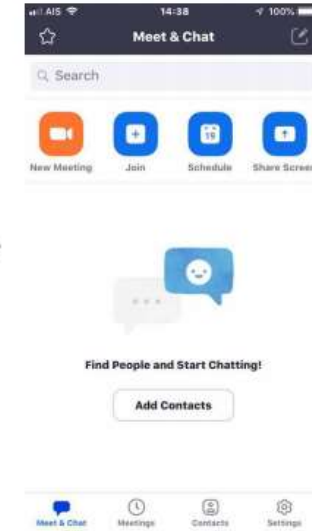 AIS 14:38 100%
Meet & Chat
Search
New Meeting Join 19 Schedule Share Screen
Find People and Start Chatting!
Add Contacts
Meet & Chat Meetings Contacts Settings